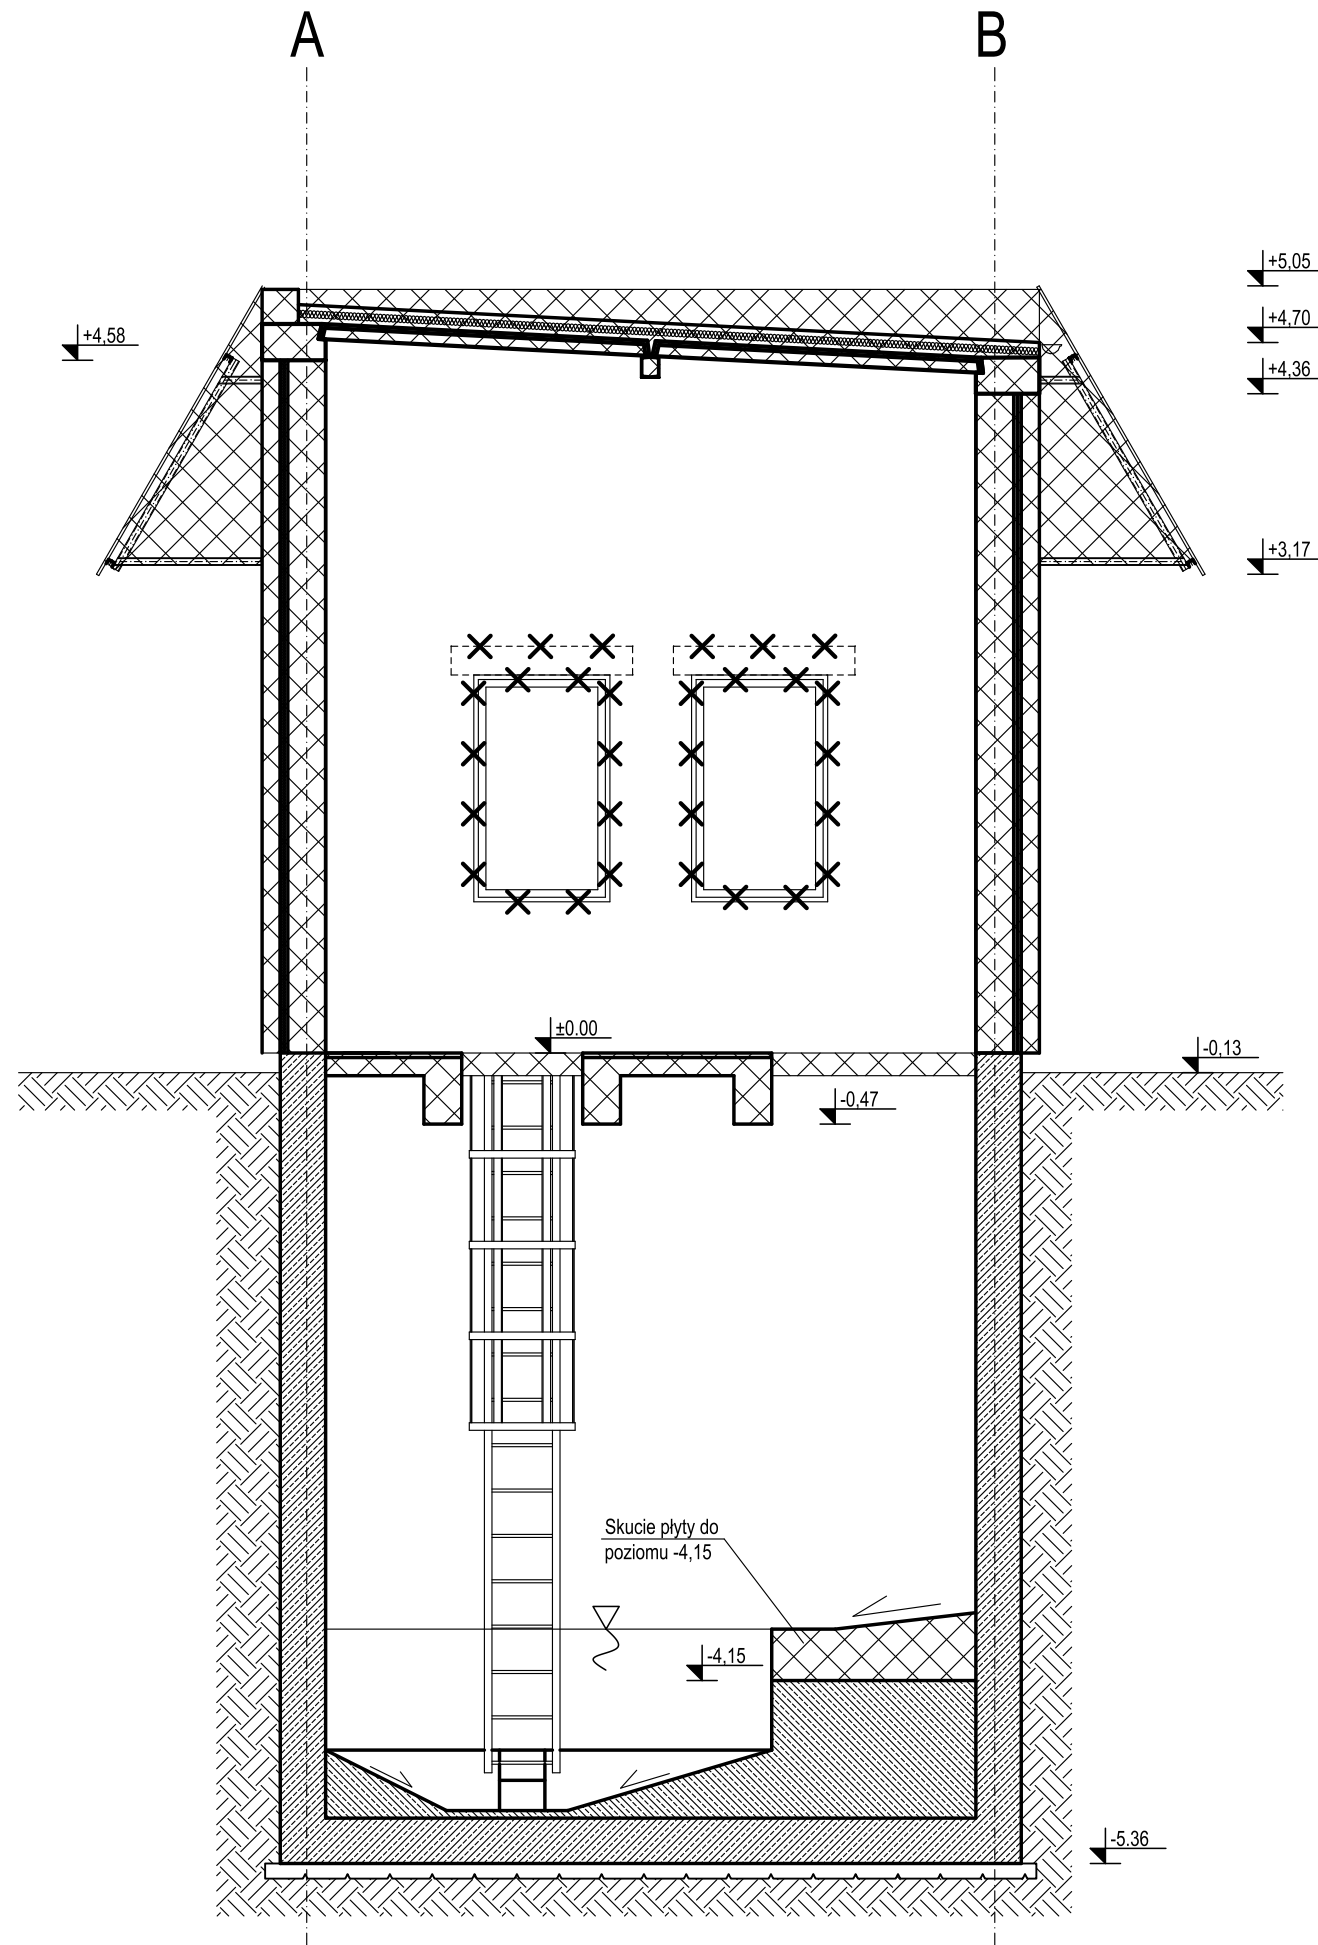 A
B
+5,05
+4,70
+4,58
+4,36
+3,17
±0.00
-0,13
-0,47
Skucie płyty do
poziomu -4,15
-4,15
-5.36